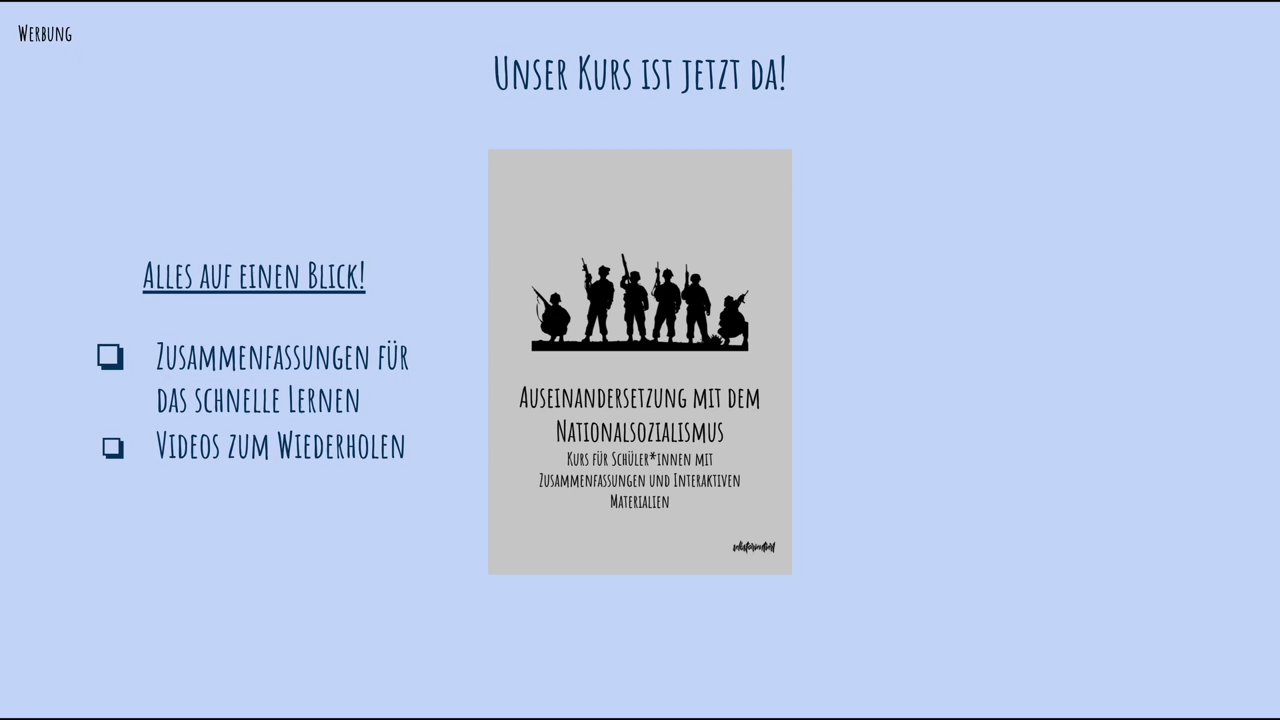 Werbung
Unser Kurs ist jetzt da!
Alles auf einen Blick!
Zusammenfassungen für
das schnelle Lernen
Videos zum Wiederholen
Auseinandersetzung mit dem
Nationalsozialismus
Kurs für Schüler*innen mit
Zusammenfassungen und Interaktiven
Materialien